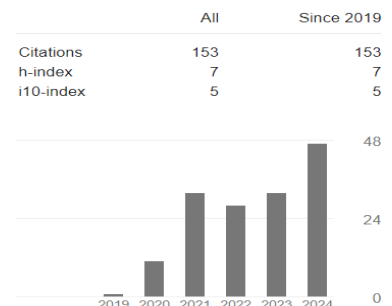 All Since 2019
Citations 153 153
h-index 7 7
i10-index 5 5
48
24
0
2019 2020 2021 2022 2023 2024